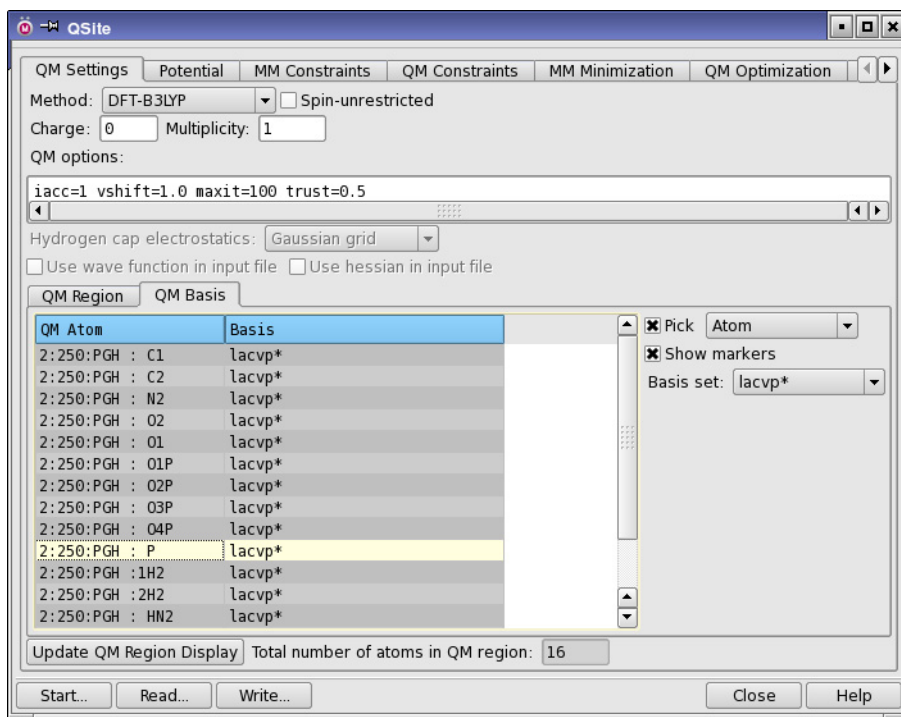 QSite
QM Settings Potential MM Constraints QM Constraints MM Minimization QM Optimization
Method: DFT-B3LYP Spin-unrestricted
Charge: 0 Multiplicity: 1
QM options:
iacc=1 vshift=1.0 maxit=100 trust=0.5
Hydrogen cap electrostatics: Gaussian grid
Use wave function in input file Use hessian in input file
QM Region QM Basis
QM Atom Basis
2:250:PGH : C1 lacvp*
2:250:PGH : C2 lacvp*
2:250:PGH : N2 lacvp*
2:250:PGH : O2 lacvp*
2:250:PGH : O1 lacvp*
2:250:PGH : O1P lacvp*
2:250:PGH : O2P lacvp*
2:250:PGH : O3P lacvp*
2:250:PGH : O4P lacvp*
2:250:PGH : P lacvp*
2:250:PGH :1H2 lacvp*
2:250:PGH :2H2 lacvp*
2:250:PGH : HN2 lacvp*
Pick Atom
Show markers
Basis set: lacvp*
Update QM Region Display Total number of atoms in QM region: 16
Start... Read... Write... Close Help